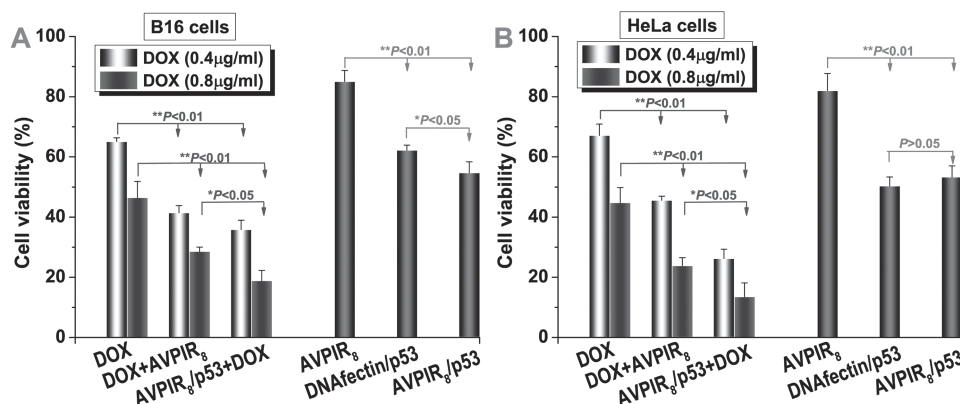 A
B16 cells
DOX (0.4µg/ml)
DOX (0.8µg/ml)
Cell viability (%)
100
80
60
40
20
0
**P<0.01
**P<0.01
*P<0.05
**P<0.01
*P<0.05
DOX
DOX+AVPIR8
AVPIR8/p53+DOX
AVPIR8
DNAfectin/p53
AVPIR8/p53
B
HeLa cells
DOX (0.4µg/ml)
DOX (0.8µg/ml)
Cell viability (%)
100
80
60
40
20
0
**P<0.01
**P<0.01
*P<0.05
**P<0.01
P>0.05
DOX
DOX+AVPIR8
AVPIR8/p53+DOX
AVPIR8
DNAfectin/p53
AVPIR8/p53